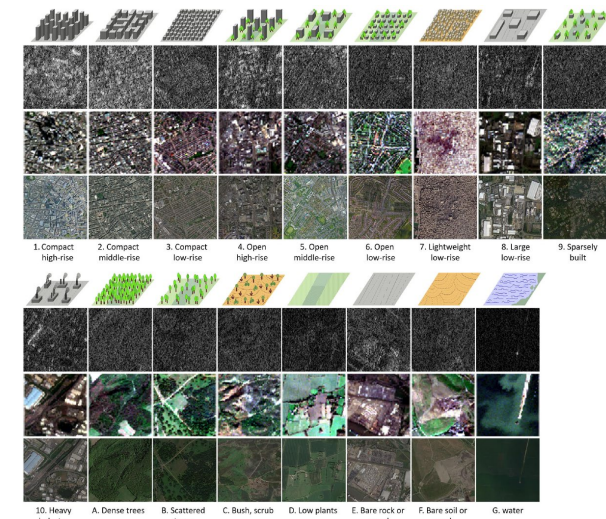 1. Compact 2. Compact 3. Compact 4. Open 5. Open 6. Open 7. Lightweight 8. Large 9. Sparsely
high-rise middle-rise low-rise high-rise middle-rise low-rise low-rise low-rise built
10. Heavy A. Dense trees B. Scattered C. Bush, scrub D. Low plants E. Bare rock or F. Bare soil or G. water